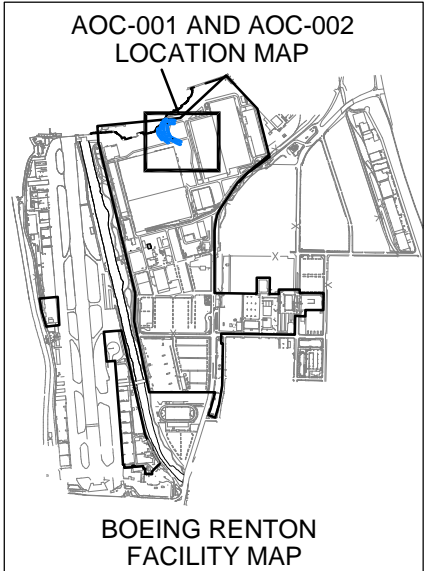 AOC-001 AND AOC-002
LOCATION MAP
BOEING RENTON
FACILITY MAP